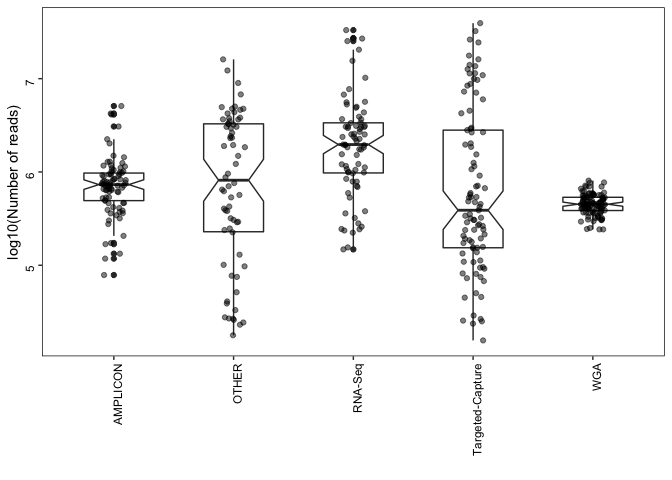 log10(Number of reads)
7
6
5
AMPLICON
OTHER
RNA-Seq
Targeted-Capture
WGA